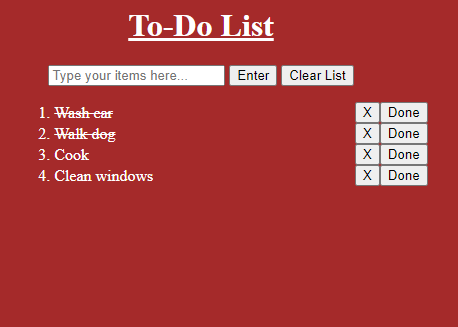 To-Do List
Type your items here... Enter Clear List
1. Wash car X Done
2. Walk dog X Done
3. Cook X Done
4. Clean windows X Done